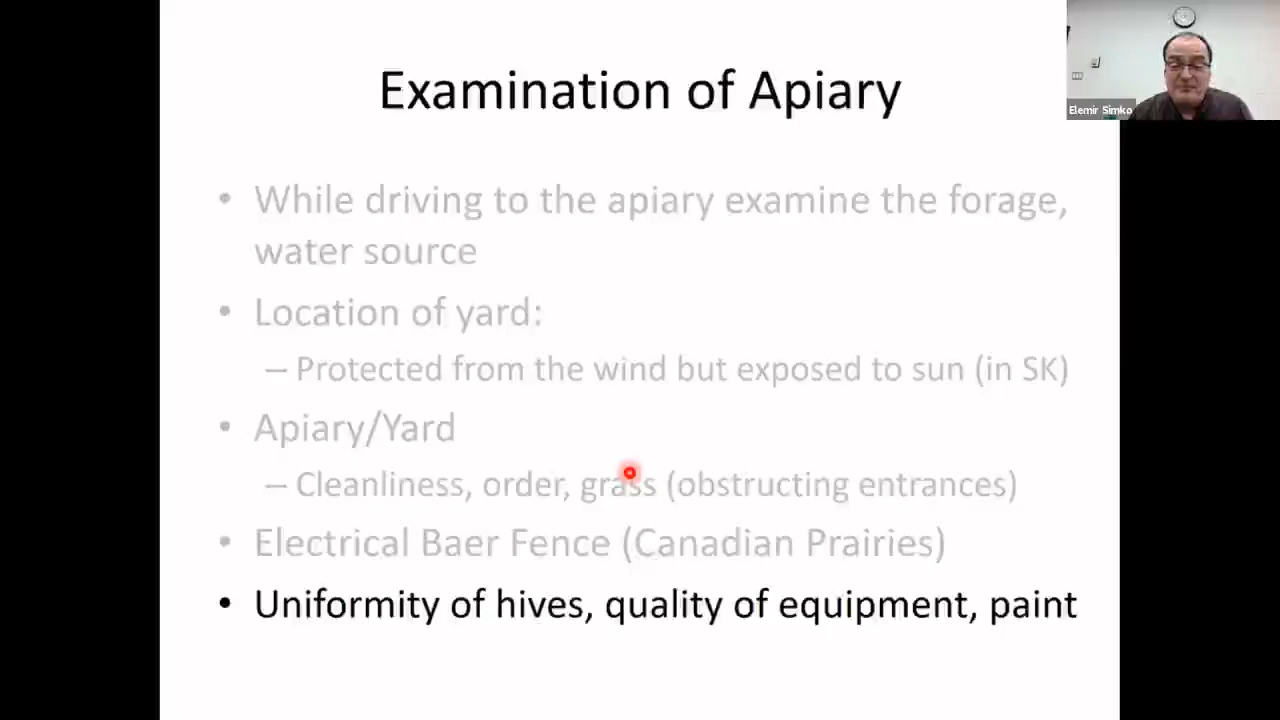 Examination of Apiary
Elemir Simko
• While driving to the apiary examine the forage,
water source
• Location of yard:
– Protected from the wind but exposed to sun (in SK)
• Apiary/Yard
– Cleanliness, order, grass (obstructing entrances)
• Electrical Baer Fence (Canadian Prairies)
• Uniformity of hives, quality of equipment, paint